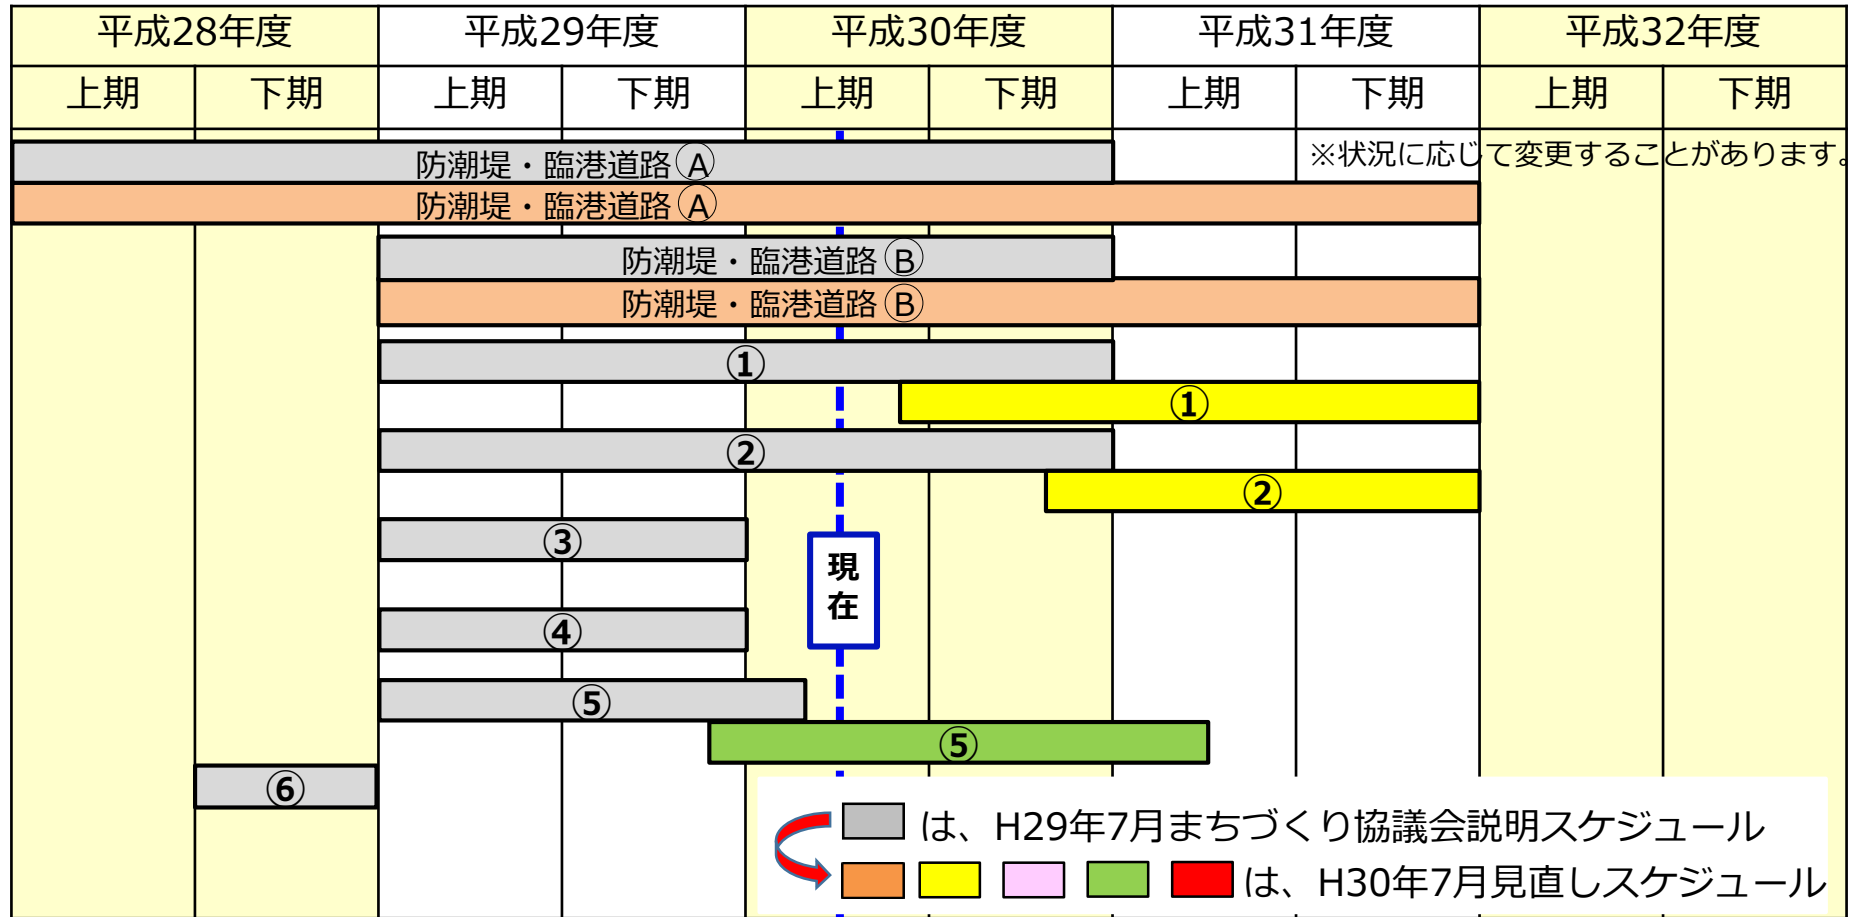 平成28年度 平成29年度 平成30年度 平成31年度 平成32年度
上期 下期 上期 下期 上期 下期 上期 下期 上期 下期
※状況に応じて変更することがあります。
防潮堤・臨港道路Ⓐ
防潮堤・臨港道路Ⓐ
防潮堤・臨港道路Ⓑ
防潮堤・臨港道路Ⓑ
①
①
②
②
③
現在
④
⑤
⑤
⑥
は、H29年7月まちづくり協議会説明スケジュール
は、H30年7月見直しスケジュール